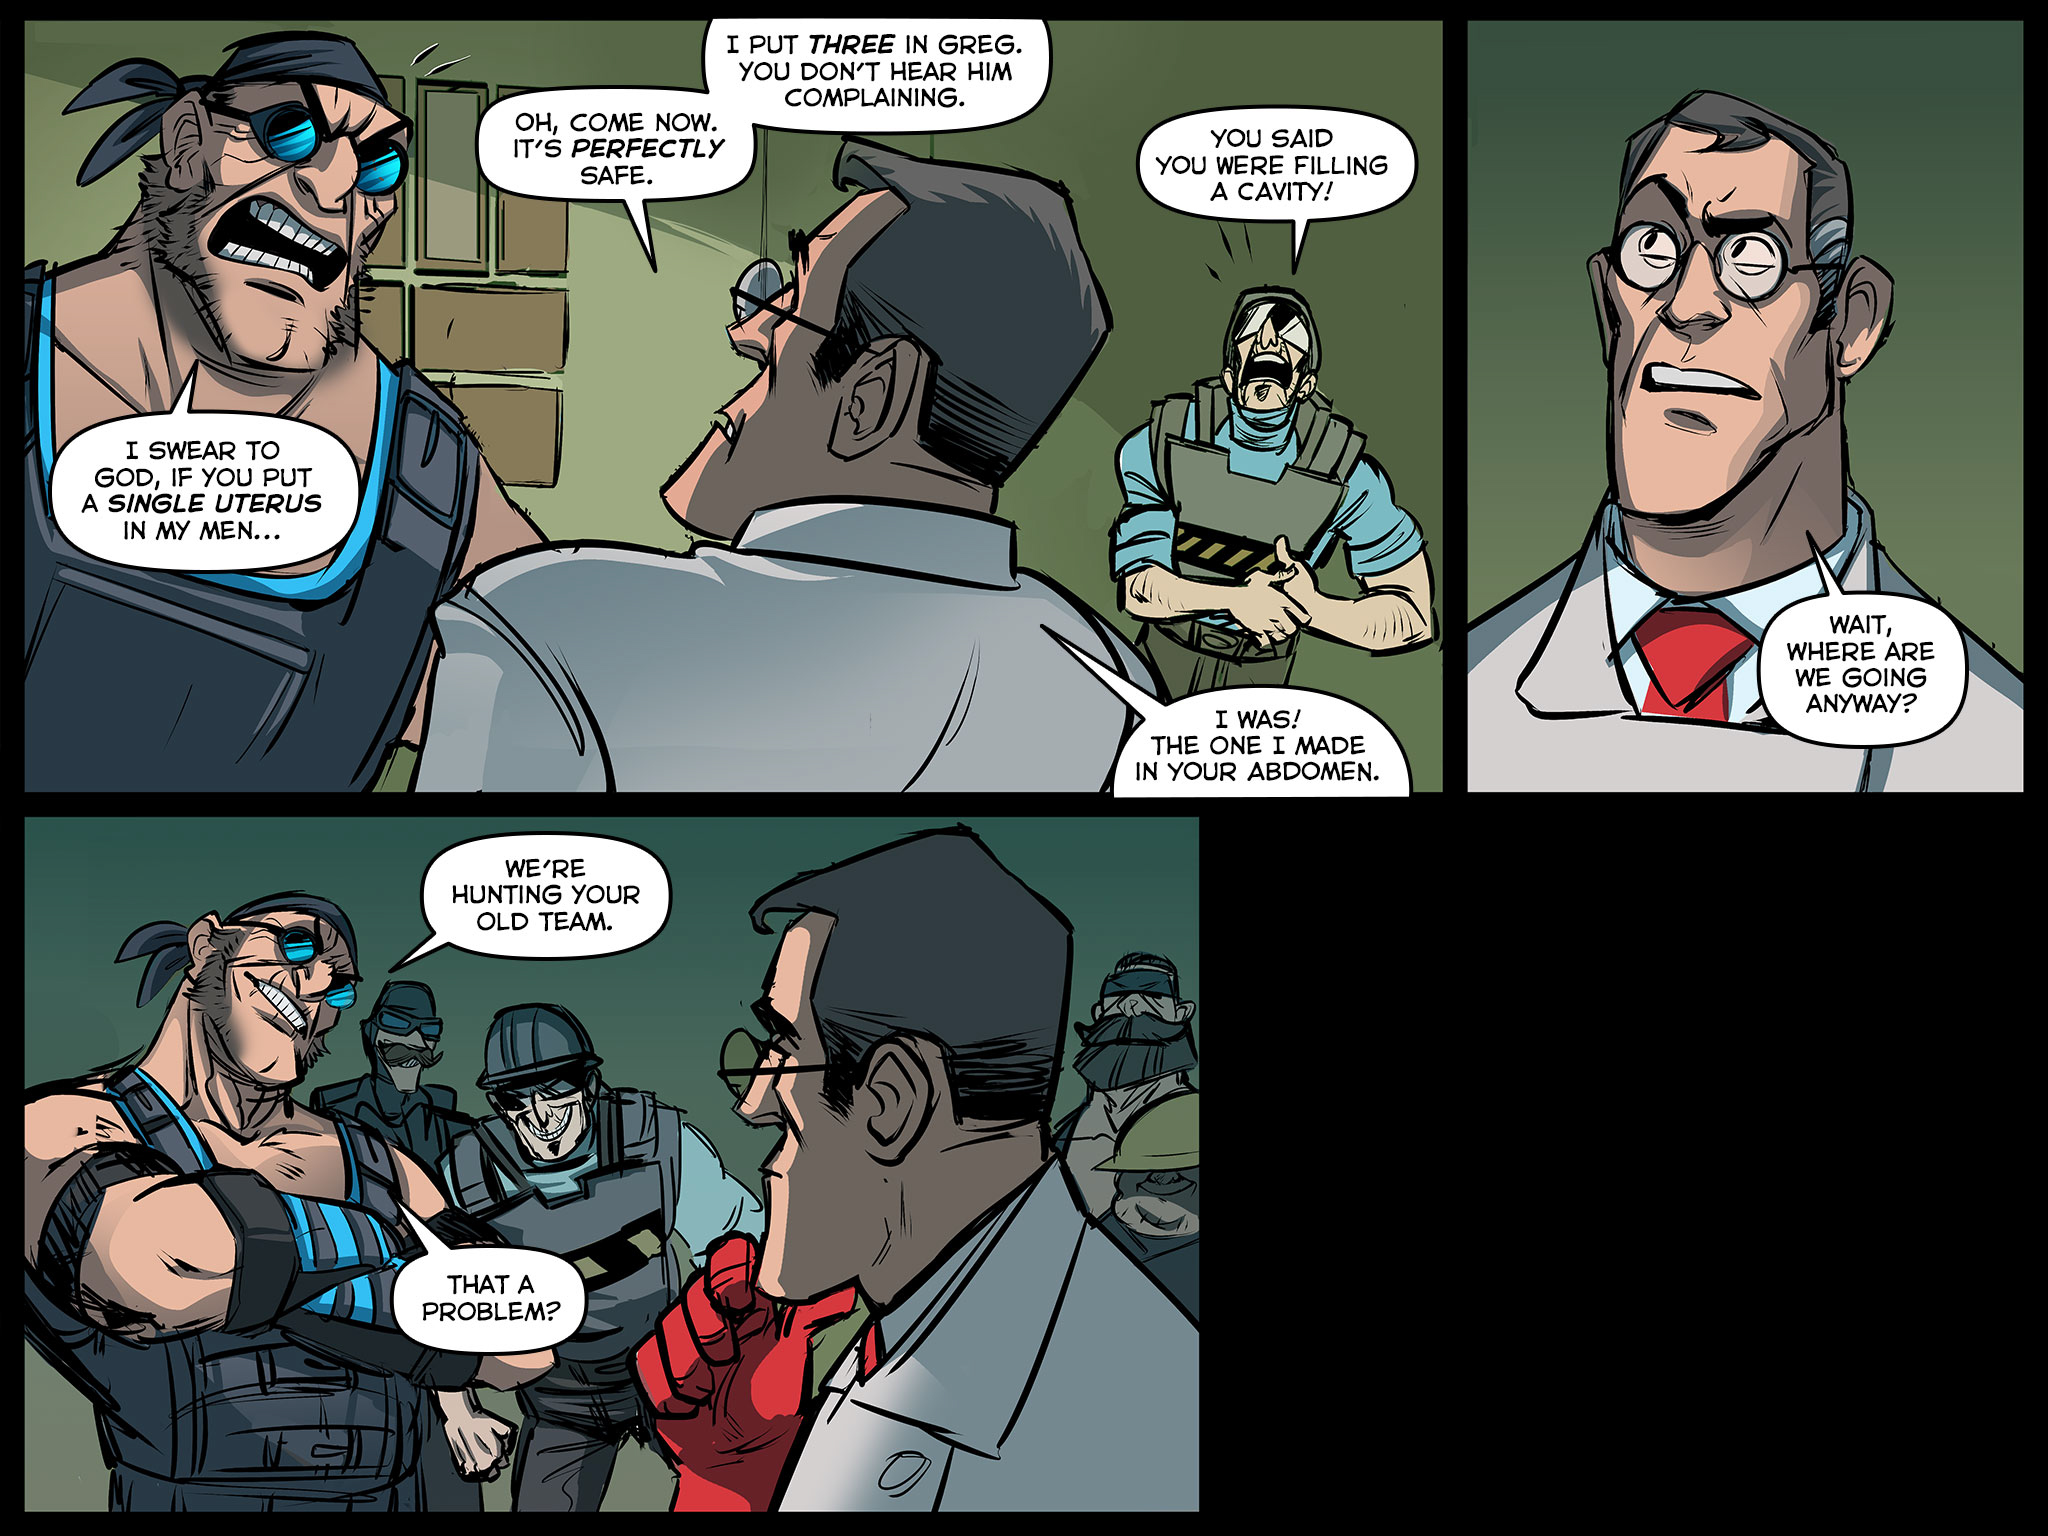 I SWEAR TO
GOD, IF YOU PUT
A SINGLE UTERUS
IN MY MEN...
OH, COME NOW.
IT'S PERFECTLY
SAFE.
I PUT THREE IN GREG.
YOU DON'T HEAR HIM
COMPLAINING.
YOU SAID
YOU WERE FILLING
A CAVITY!
I WAS!
THE ONE I MADE
IN YOUR ABDOMEN.
WAIT,
WHERE ARE
WE GOING
ANYWAY?
WE'RE
HUNTING YOUR
OLD TEAM.
THAT A
PROBLEM?